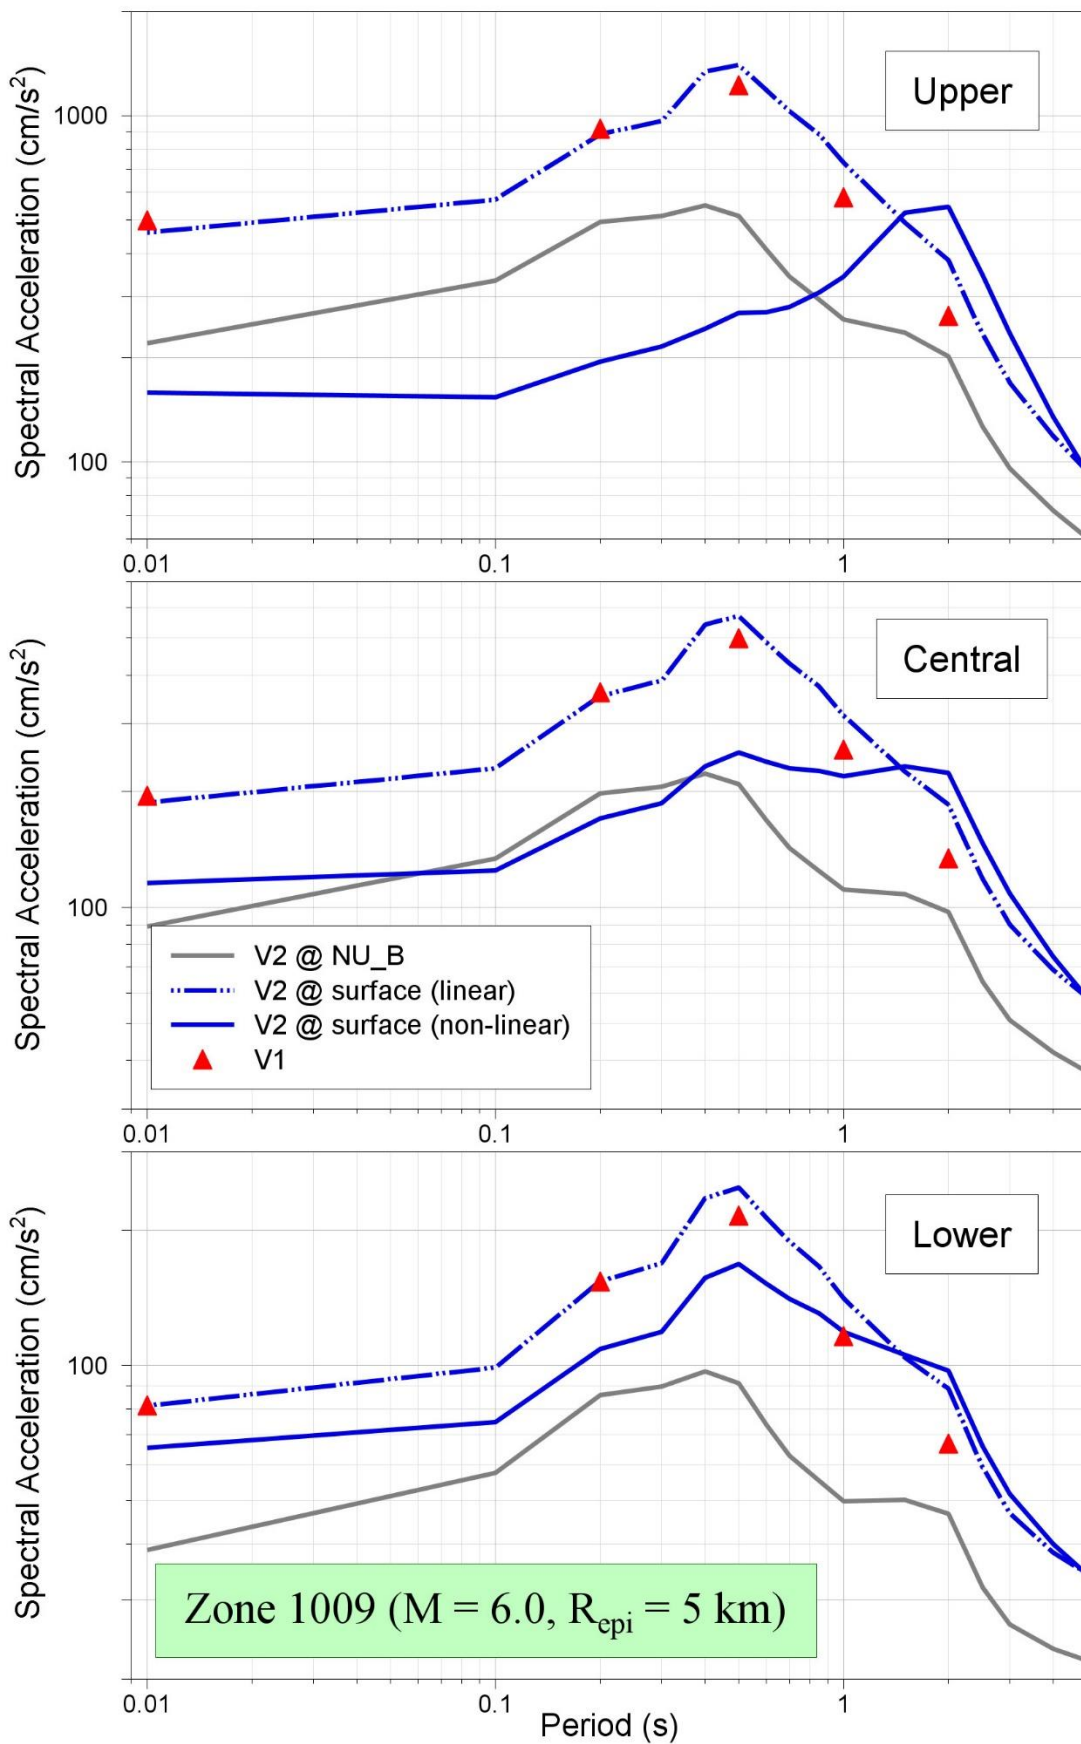 Upper
Spectral Acceleration (cm/s²)
1000
100
0.01 0.1 1
Central
Spectral Acceleration (cm/s²)
100
V2 @ NU_B
V2 @ surface (linear)
V2 @ surface (non-linear)
V1
0.01 0.1 1
Lower
Spectral Acceleration (cm/s²)
100
Zone 1009 (M = 6.0, Repi = 5 km)
0.01 0.1 1
Period (s)